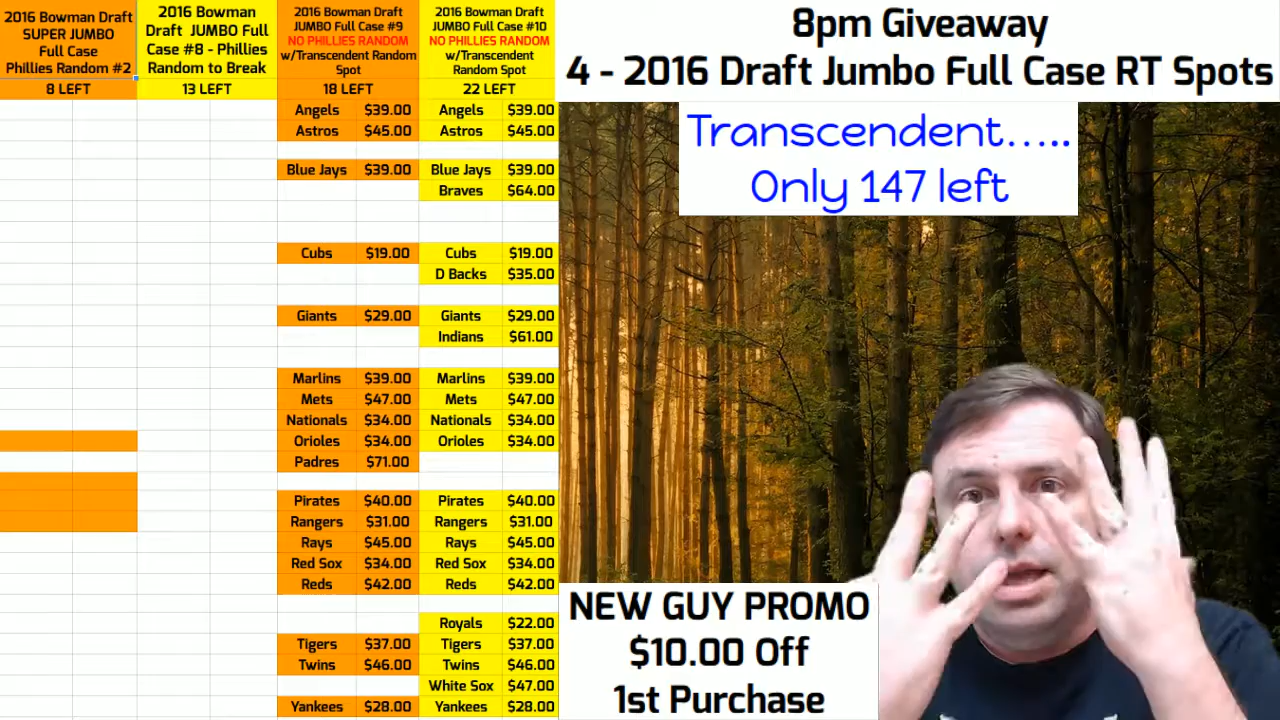 2016 Bowman Draft
SUPER JUMBO
Full Case
Phillies Random #2
8 LEFT
2016 Bowman
Draft JUMBO Full
Case #8 - Phillies
Random to Break
13 LEFT
2016 Bowman Draft
JUMBO Full Case #9
NO PHILLIES RANDOM
w/Transcendent Random
Spot
18 LEFT
2016 Bowman Draft
JUMBO Full Case #10
NO PHILLIES RANDOM
w/Transcendent
Random Spot
22 LEFT
Angels $39.00 Angels $39.00
Astros $45.00 Astros $45.00
Blue Jays $39.00 Blue Jays $39.00
Braves $64.00
Cubs $19.00 Cubs $19.00
D Backs $35.00
Giants $29.00 Giants $29.00
Indians $61.00
Marlins $39.00 Marlins $39.00
Mets $47.00 Mets $47.00
Nationals $34.00 Nationals $34.00
Orioles $34.00 Orioles $34.00
Padres $71.00
Pirates $40.00 Pirates $40.00
Rangers $31.00 Rangers $31.00
Rays $45.00 Rays $45.00
Red Sox $34.00 Red Sox $34.00
Reds $42.00 Reds $42.00
Royals $22.00
Tigers $37.00 Tigers $37.00
Twins $46.00 Twins $46.00
White Sox $47.00
Yankees $28.00 Yankees $28.00
8pm Giveaway
4 - 2016 Draft Jumbo Full Case RT Spots
Transcendent.....
Only 147 left
NEW GUY PROMO
$10.00 Off
1st Purchase